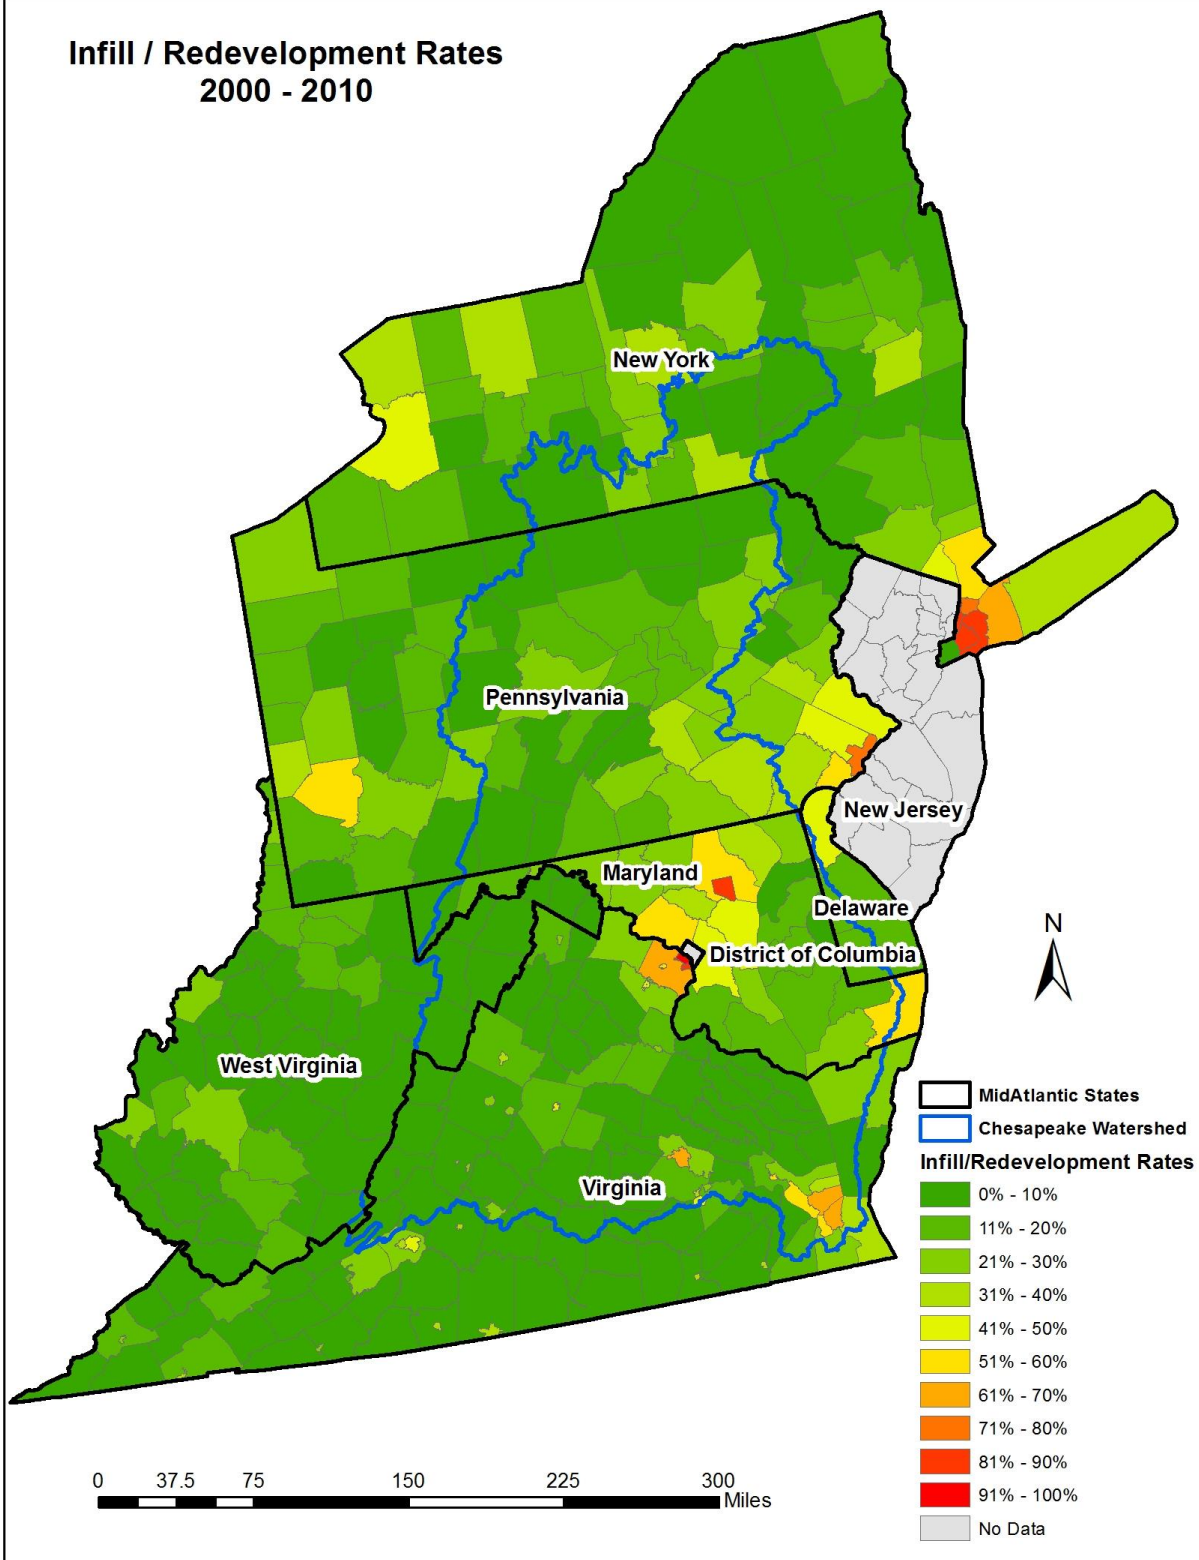 Infill / Redevelopment Rates
2000 - 2010
New York
Pennsylvania
New Jersey
Maryland
Delaware
District of Columbia
West Virginia
Virginia
N
MidAtlantic States
Chesapeake Watershed
Infill/Redevelopment Rates
0% - 10%
11% - 20%
21% - 30%
31% - 40%
41% - 50%
51% - 60%
61% - 70%
71% - 80%
81% - 90%
91% - 100%
No Data
0 37.5 75 150 225 300
Miles